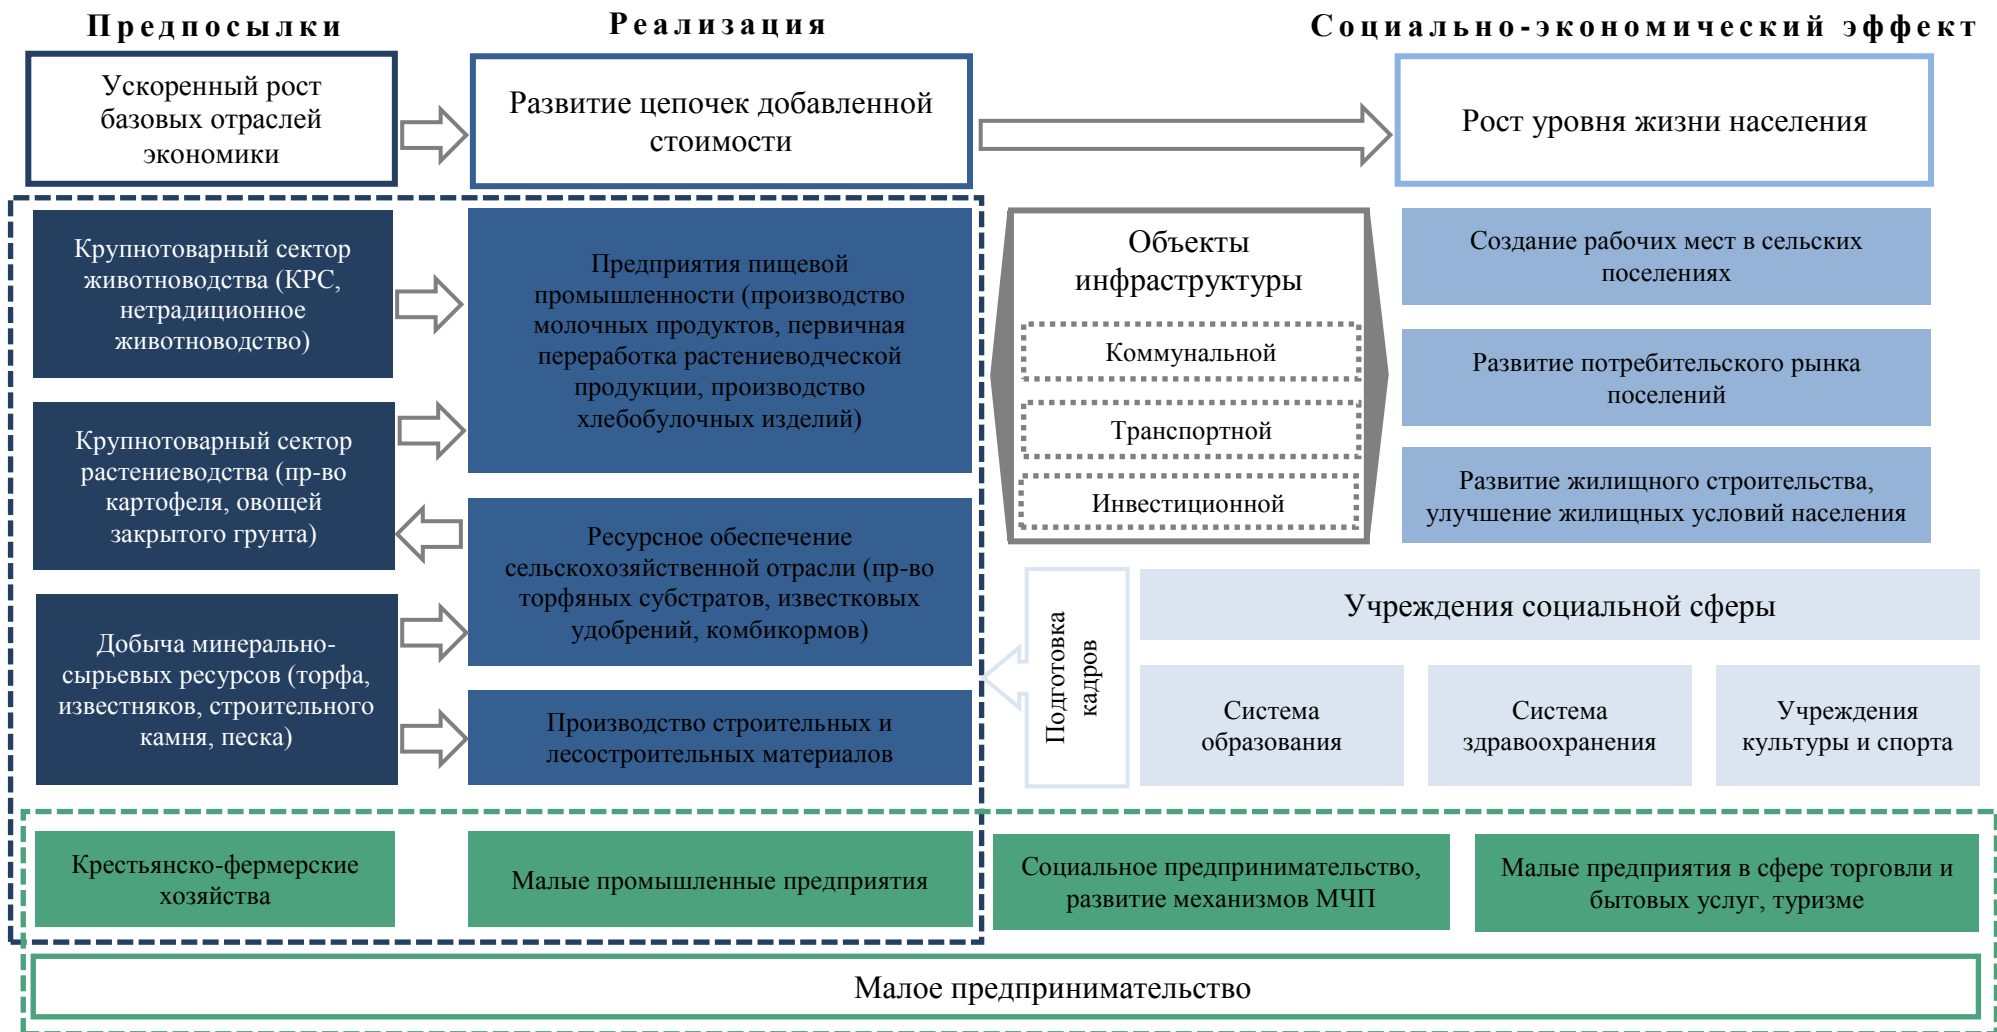 Предпосылки
Реализация
Социально-экономический эффект
Ускоренный рост
базовых отраслей
экономики
Развитие цепочек добавленной
стоимости
Рост уровня жизни населения
Крупнотоварный сектор
животноводства (КРС,
нетрадиционное
животноводство)
Крупнотоварный сектор
растениеводства (пр-во
картофеля, овощей
закрытого грунта)
Добыча минерально-
сырьевых ресурсов (торфа,
известняков, строительного
камня, песка)
Предприятия пищевой
промышленности (производство
молочных продуктов, первичная
переработка растениеводческой
продукции, производство
хлебобулочных изделий)
Ресурсное обеспечение
сельскохозяйственной отрасли (пр-во
торфяных субстратов, известковых
удобрений, комбикормов)
Производство строительных и
лесостроительных материалов
Объекты
инфраструктуры
Коммунальной
Транспортной
Инвестиционной
Создание рабочих мест в сельских
поселениях
Развитие потребительского рынка
поселений
Развитие жилищного строительства,
улучшение жилищных условий населения
Подготовка
кадров
Учреждения социальной сферы
Система
образования
Система
здравоохранения
Учреждения
культуры и спорта
Крестьянско-фермерские
хозяйства
Малые промышленные предприятия
Социальное предпринимательство,
развитие механизмов МЧП
Малые предприятия в сфере торговли и
бытовых услуг, туризме
Малое предпринимательство